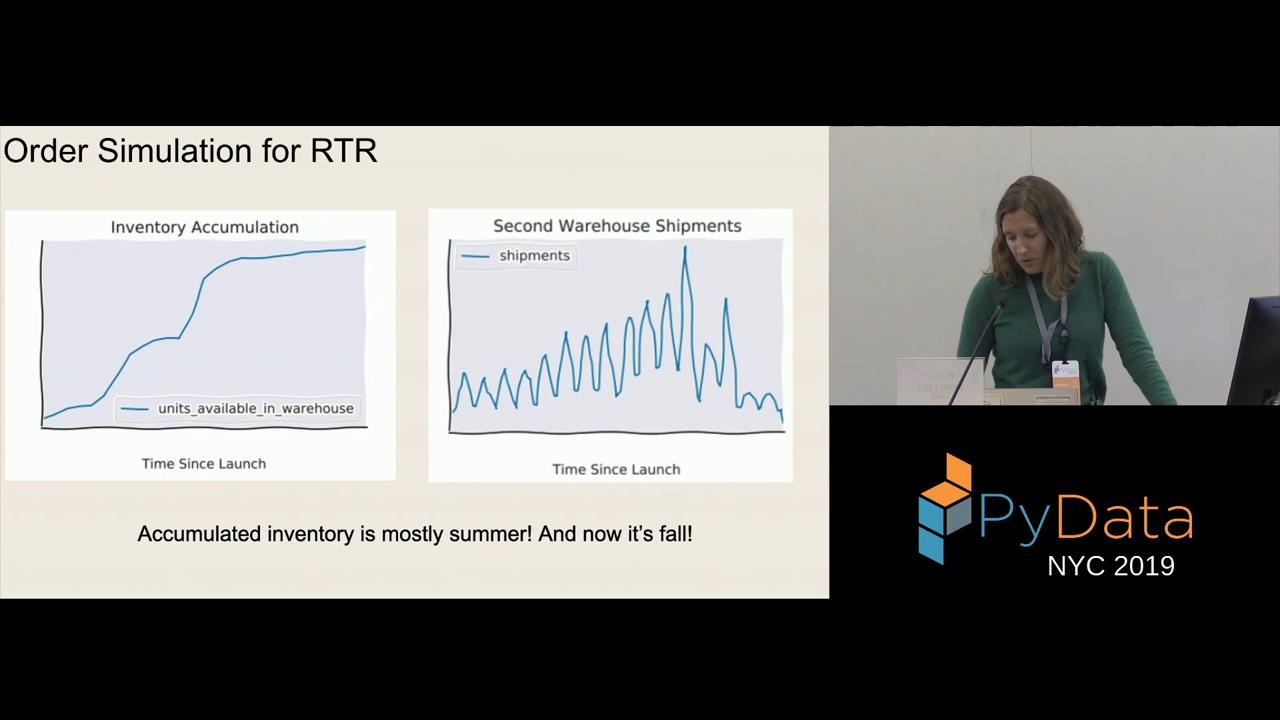 Order Simulation for RTR
Inventory Accumulation
units_available_in_warehouse
Time Since Launch
Second Warehouse Shipments
shipments
Time Since Launch
Accumulated inventory is mostly summer! And now it's fall!
PyData
NYC 2019